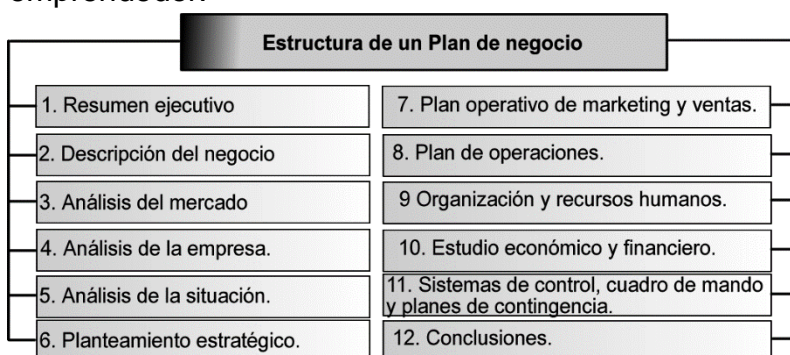 Estructura de un Plan de negocio
1. Resumen ejecutivo
2. Descripción del negocio
3. Análisis del mercado
4. Análisis de la empresa.
5. Análisis de la situación.
6. Planteamiento estratégico.
7. Plan operativo de marketing y ventas.
8. Plan de operaciones.
9 Organización y recursos humanos.
10. Estudio económico y financiero.
11. Sistemas de control, cuadro de mando
y planes de contingencia.
12. Conclusiones.